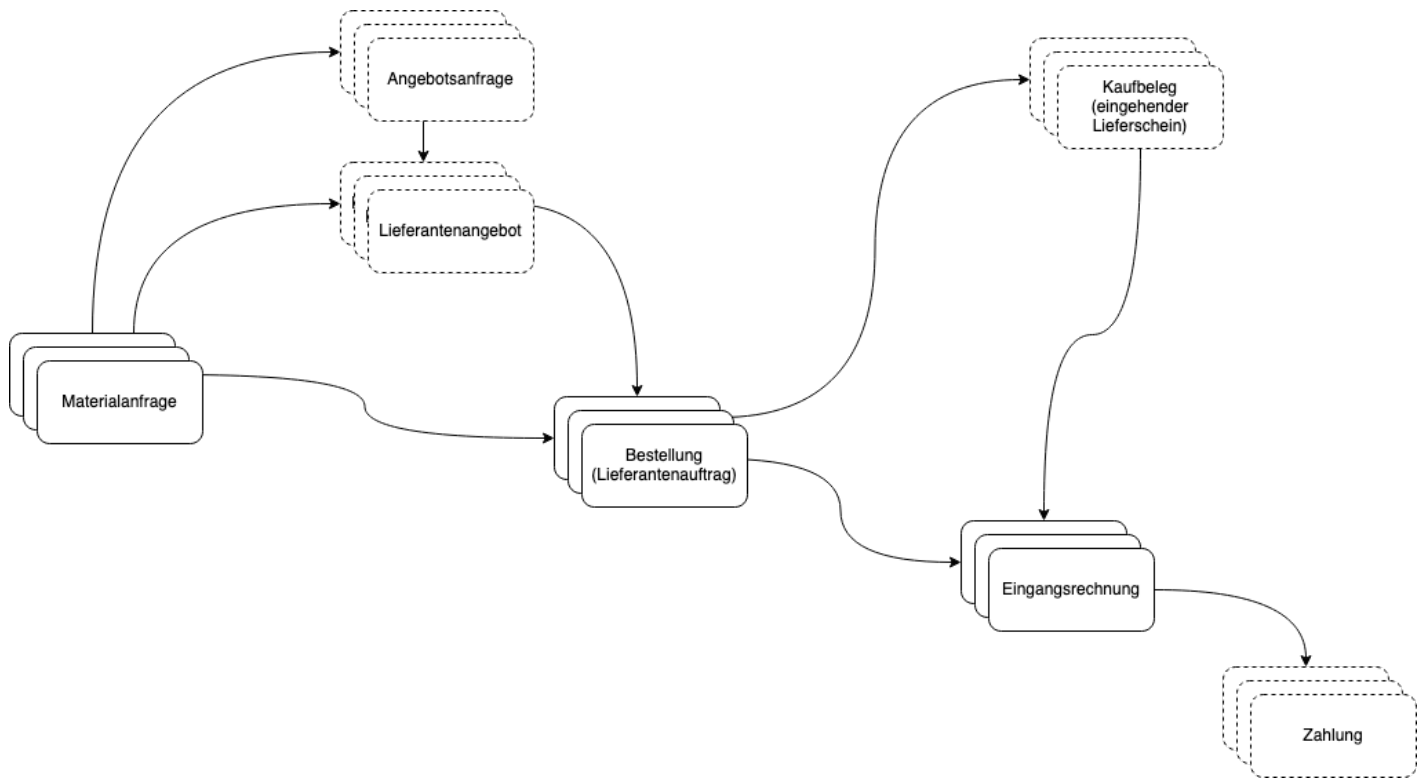 Angebotsanfrage
Kaufbeleg
(eingehender
Lieferschein)
Lieferantenangebot
Materialanfrage
Bestellung
(Lieferantenauftrag)
Eingangsrechnung
Zahlung